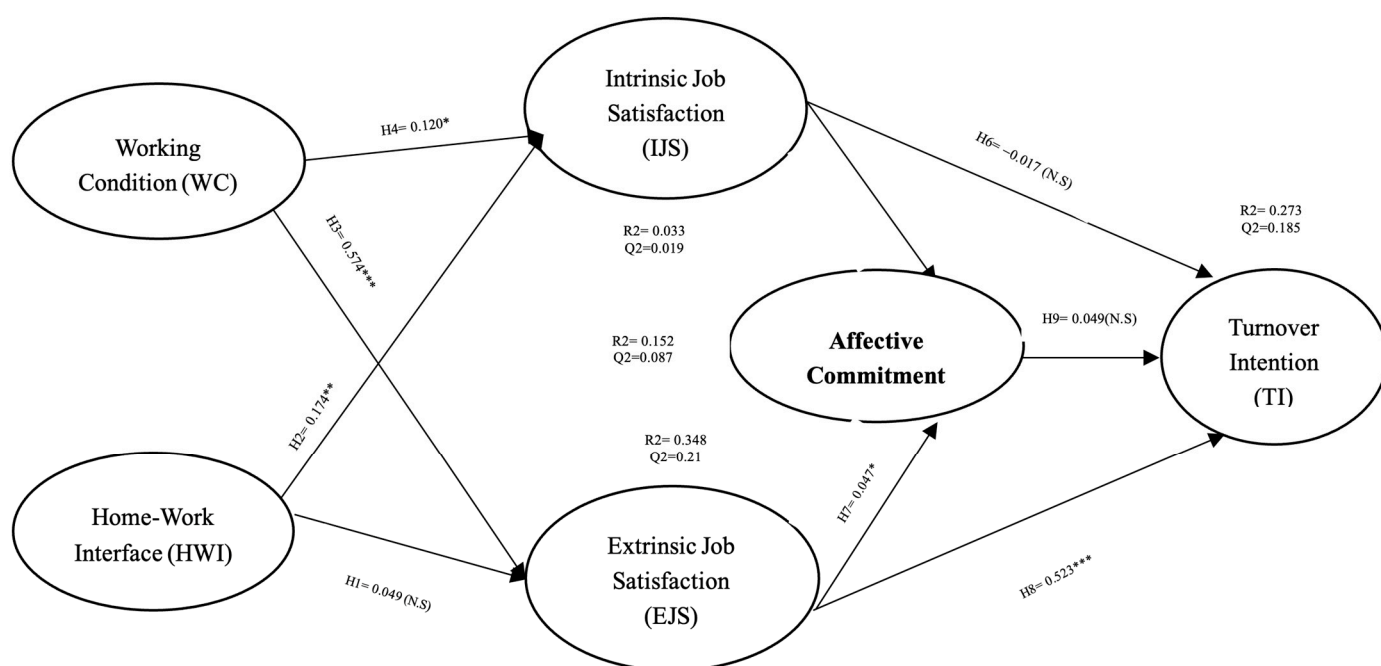 Intrinsic Job
Satisfaction
(IJS)
Working
Condition (WC)
H4= 0.120*
H6= –0.017 (N.S)
H3= 0.574***
R2= 0.033
Q2=0.019
R2= 0.273
Q2=0.185
Affective
Commitment
H9= 0.049(N.S)
Turnover
Intention
(TI)
R2= 0.152
Q2=0.087
H2= 0.174**
R2= 0.348
Q2=0.21
H7= 0.047*
Home-Work
Interface (HWI)
Extrinsic Job
Satisfaction
(EJS)
H1= 0.049 (N.S)
H8= 0.523***